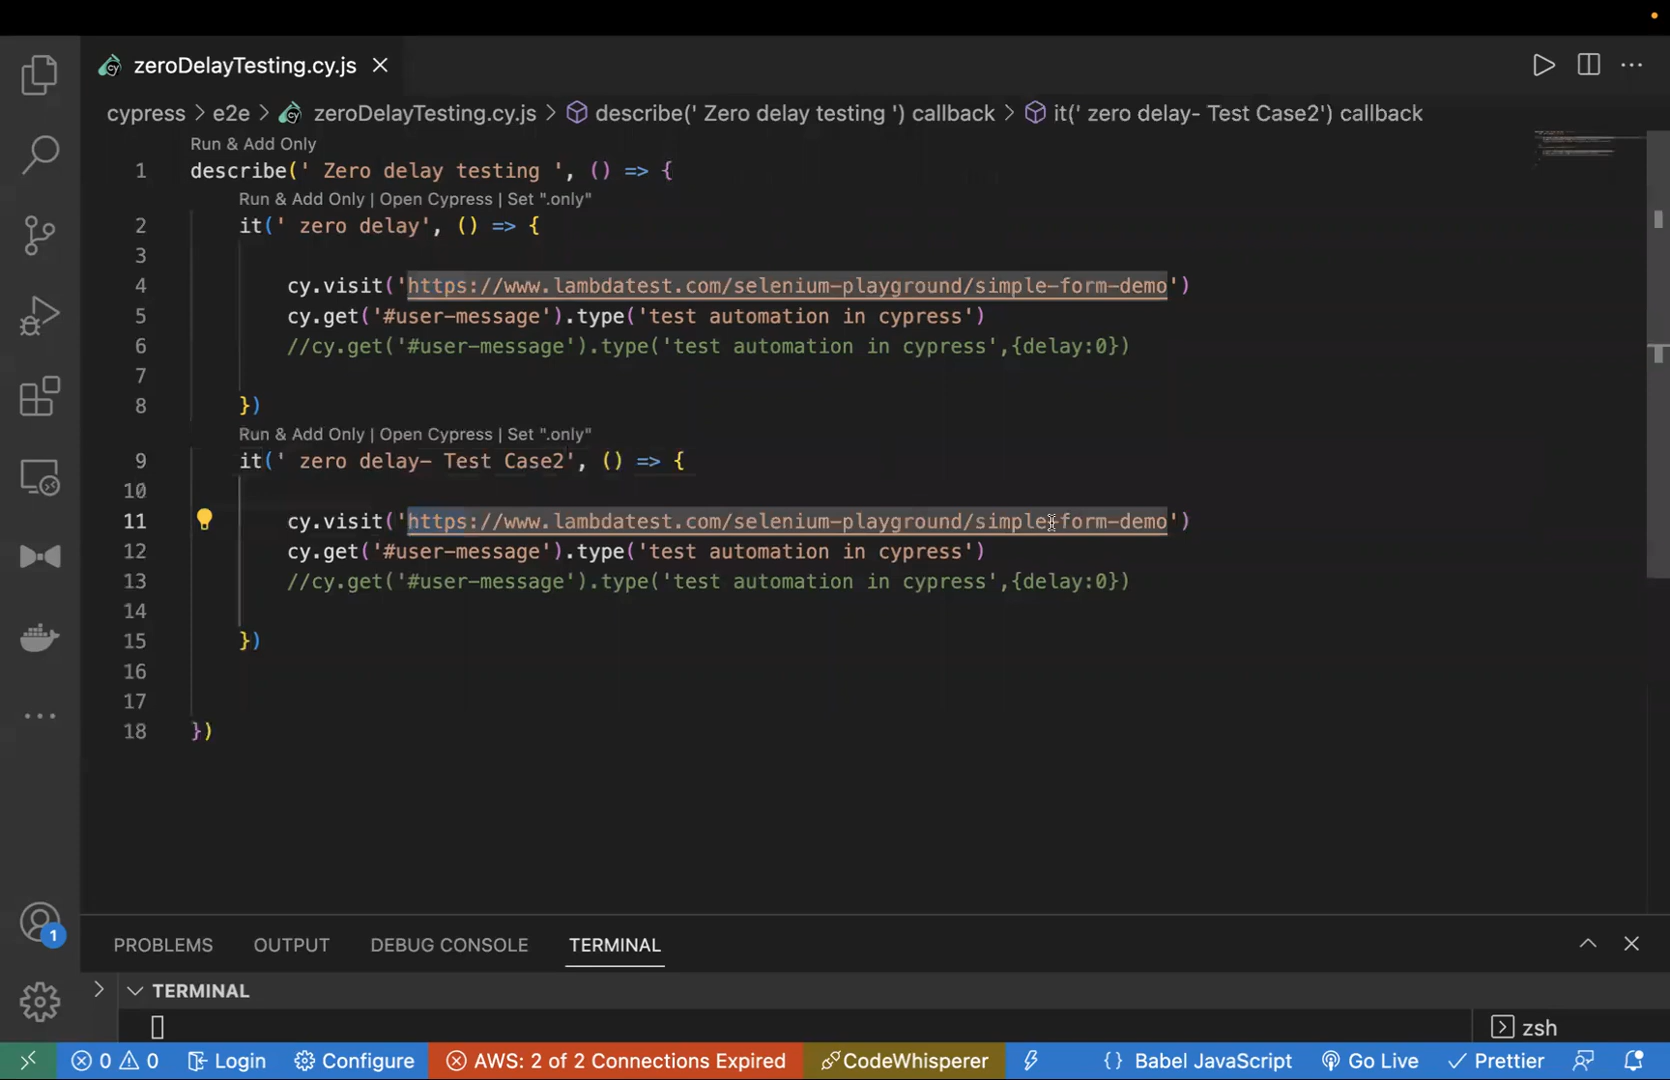 zeroDelayTesting.cy.js
cypress > e2e > zeroDelayTesting.cy.js > describe(' Zero delay testing ') callback > it(' zero delay- Test Case2') callback
Run & Add Only
1 describe(' Zero delay testing ', () => {
Run & Add Only | Open Cypress | Set ".only"
2 it(' zero delay', () => {
3
4 cy.visit('https://www.lambdatest.com/selenium-playground/simple-form-demo')
5 cy.get('#user-message').type('test automation in cypress')
6 //cy.get('#user-message').type('test automation in cypress',{delay:0})
7
8 })
Run & Add Only | Open Cypress | Set ".only"
9 it(' zero delay- Test Case2', () => {
10
11 cy.visit('https://www.lambdatest.com/selenium-playground/simple-form-demo')
12 cy.get('#user-message').type('test automation in cypress')
13 //cy.get('#user-message').type('test automation in cypress',{delay:0})
14
15 })
16
17
18 })
PROBLEMS OUTPUT DEBUG CONSOLE TERMINAL
TERMINAL
zsh
1
0 0 Login Configure AWS: 2 of 2 Connections Expired CodeWhisperer {} Babel JavaScript Go Live Prettier